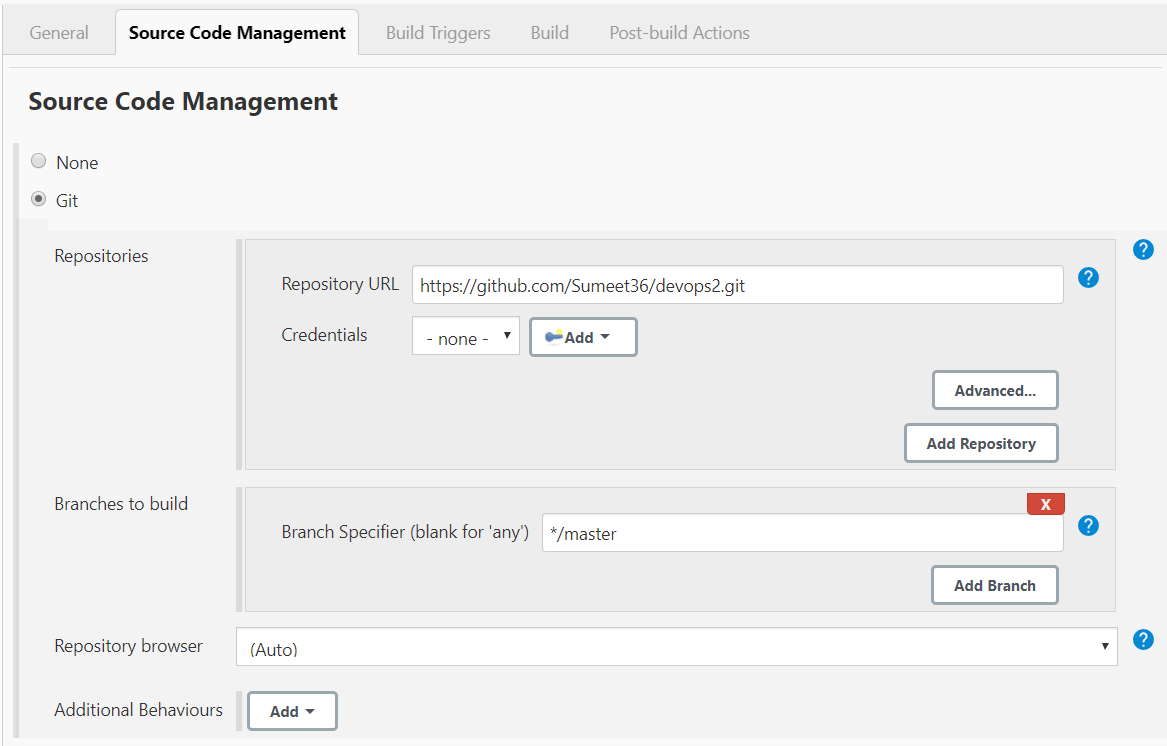 General Source Code Management Build Triggers Build Post-build Actions
Source Code Management
None
Git
Repositories
?
Repository URL https://github.com/Sumeet36/devops2.git ?
Credentials - none - Add
Advanced...
Add Repository
Branches to build
X
Branch Specifier (blank for 'any') */master ?
Add Branch
Repository browser (Auto) ?
Additional Behaviours Add